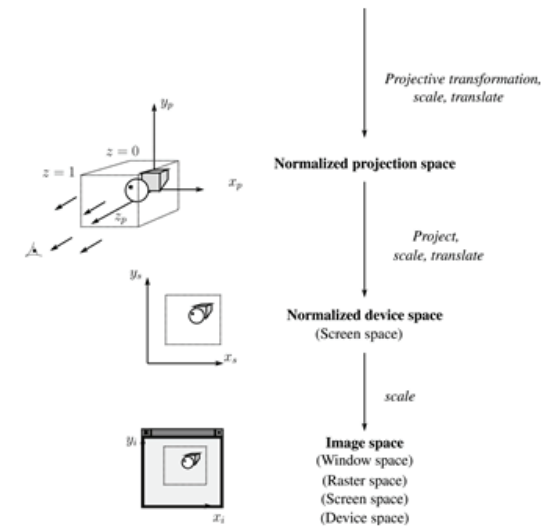 Projective transformation,
scale, translate
y_p
z = 0
z = 1
Normalized projection space
x_p
z_p
Project,
scale, translate
y_s
Normalized device space
(Screen space)
x_s
scale
y_i
Image space
(Window space)
(Raster space)
(Screen space)
(Device space)
x_i